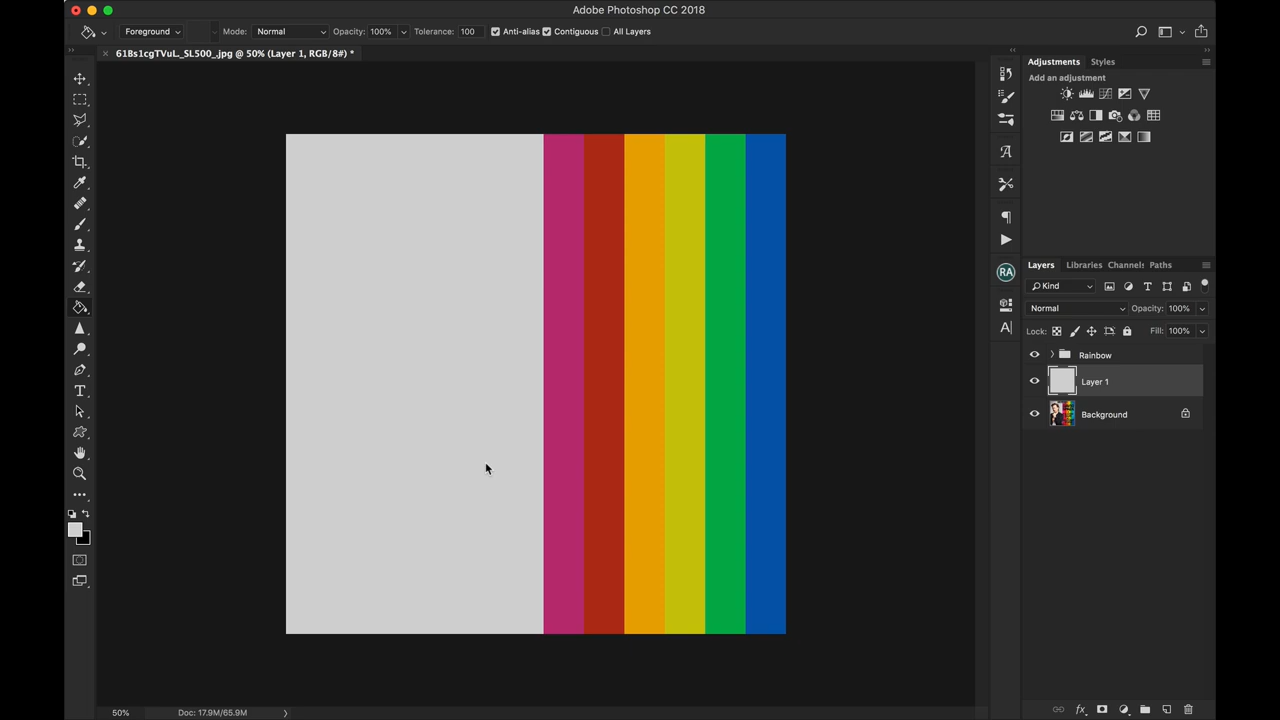 Adobe Photoshop CC 2018
Foreground Mode: Normal Opacity: 100% Tolerance: 100 Anti-alias Contiguous All Layers
61Bs1cgTVuL._SL500_.jpg @ 50% (Layer 1, RGB/8#) *
Adjustments Styles
Add an adjustment
RA
Layers Libraries Channels Paths
Kind
Normal Opacity: 100%
Lock: Fill: 100%
Rainbow
Layer 1
Background
50% Doc: 17.9M/65.9M